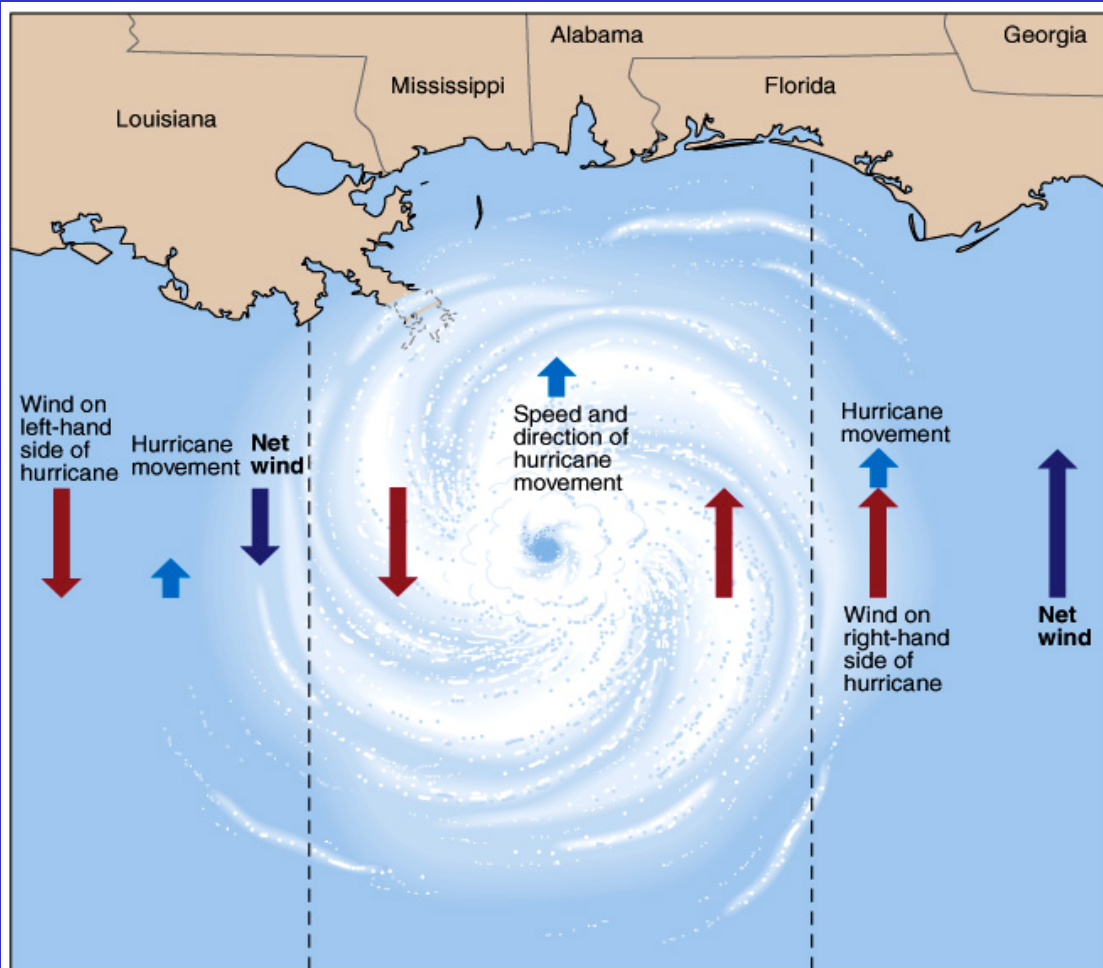 Alabama
Georgia
Mississippi
Florida
Louisiana
Wind on
left-hand
side of
hurricane
Hurricane
movement
Net
wind
Speed and
direction of
hurricane
movement
Hurricane
movement
Wind on
right-hand
side of
hurricane
Net
wind